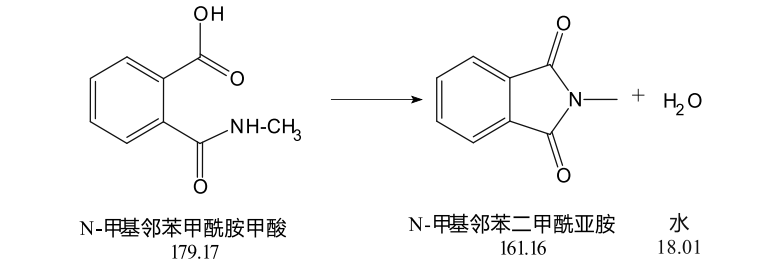 OH
O
NH-CH3
O
O
N
O
+
H2O
N-甲基邻苯甲酰胺甲酸
179.17
N-甲基邻苯二甲酰亚胺
161.16
水
18.01